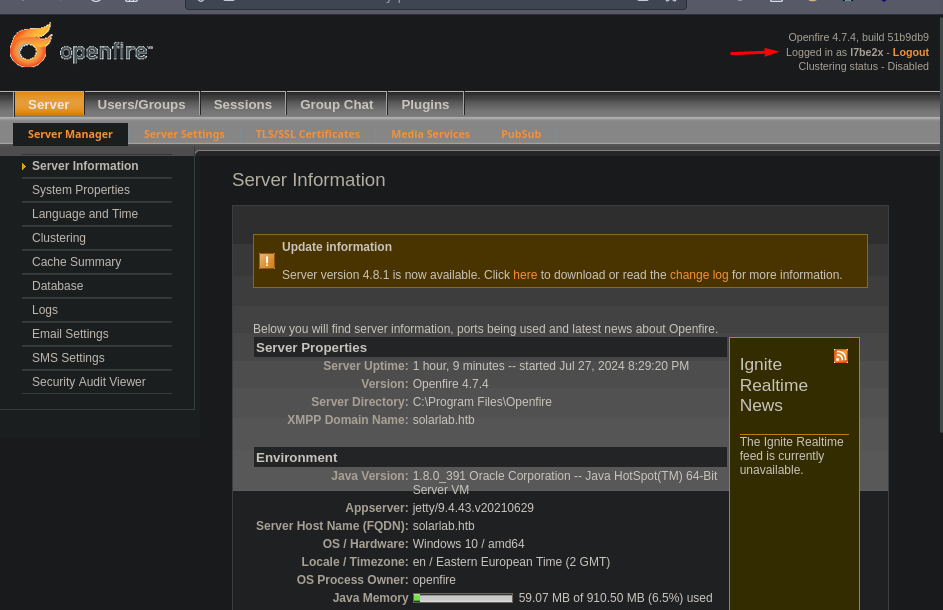 openfire™
Openfire 4.7.4, build 51b9db9
Logged in as l7be2x - Logout
Clustering status - Disabled
Server
Users/Groups
Sessions
Group Chat
Plugins
Server Manager
Server Settings
TLS/SSL Certificates
Media Services
PubSub
Server Information
System Properties
Language and Time
Clustering
Cache Summary
Database
Logs
Email Settings
SMS Settings
Security Audit Viewer
Server Information
Update information
Server version 4.8.1 is now available. Click here to download or read the change log for more information.
Below you will find server information, ports being used and latest news about Openfire.
Server Properties
Server Uptime: 1 hour, 9 minutes -- started Jul 27, 2024 8:29:20 PM
Version: Openfire 4.7.4
Server Directory: C:\Program Files\Openfire
XMPP Domain Name: solarlab.htb
Environment
Java Version: 1.8.0_391 Oracle Corporation -- Java HotSpot(TM) 64-Bit
Server VM
Appserver: jetty/9.4.43.v20210629
Server Host Name (FQDN): solarlab.htb
OS / Hardware: Windows 10 / amd64
Locale / Timezone: en / Eastern European Time (2 GMT)
OS Process Owner: openfire
Java Memory 59.07 MB of 910.50 MB (6.5%) used
Ignite
Realtime
News
The Ignite Realtime
feed is currently
unavailable.